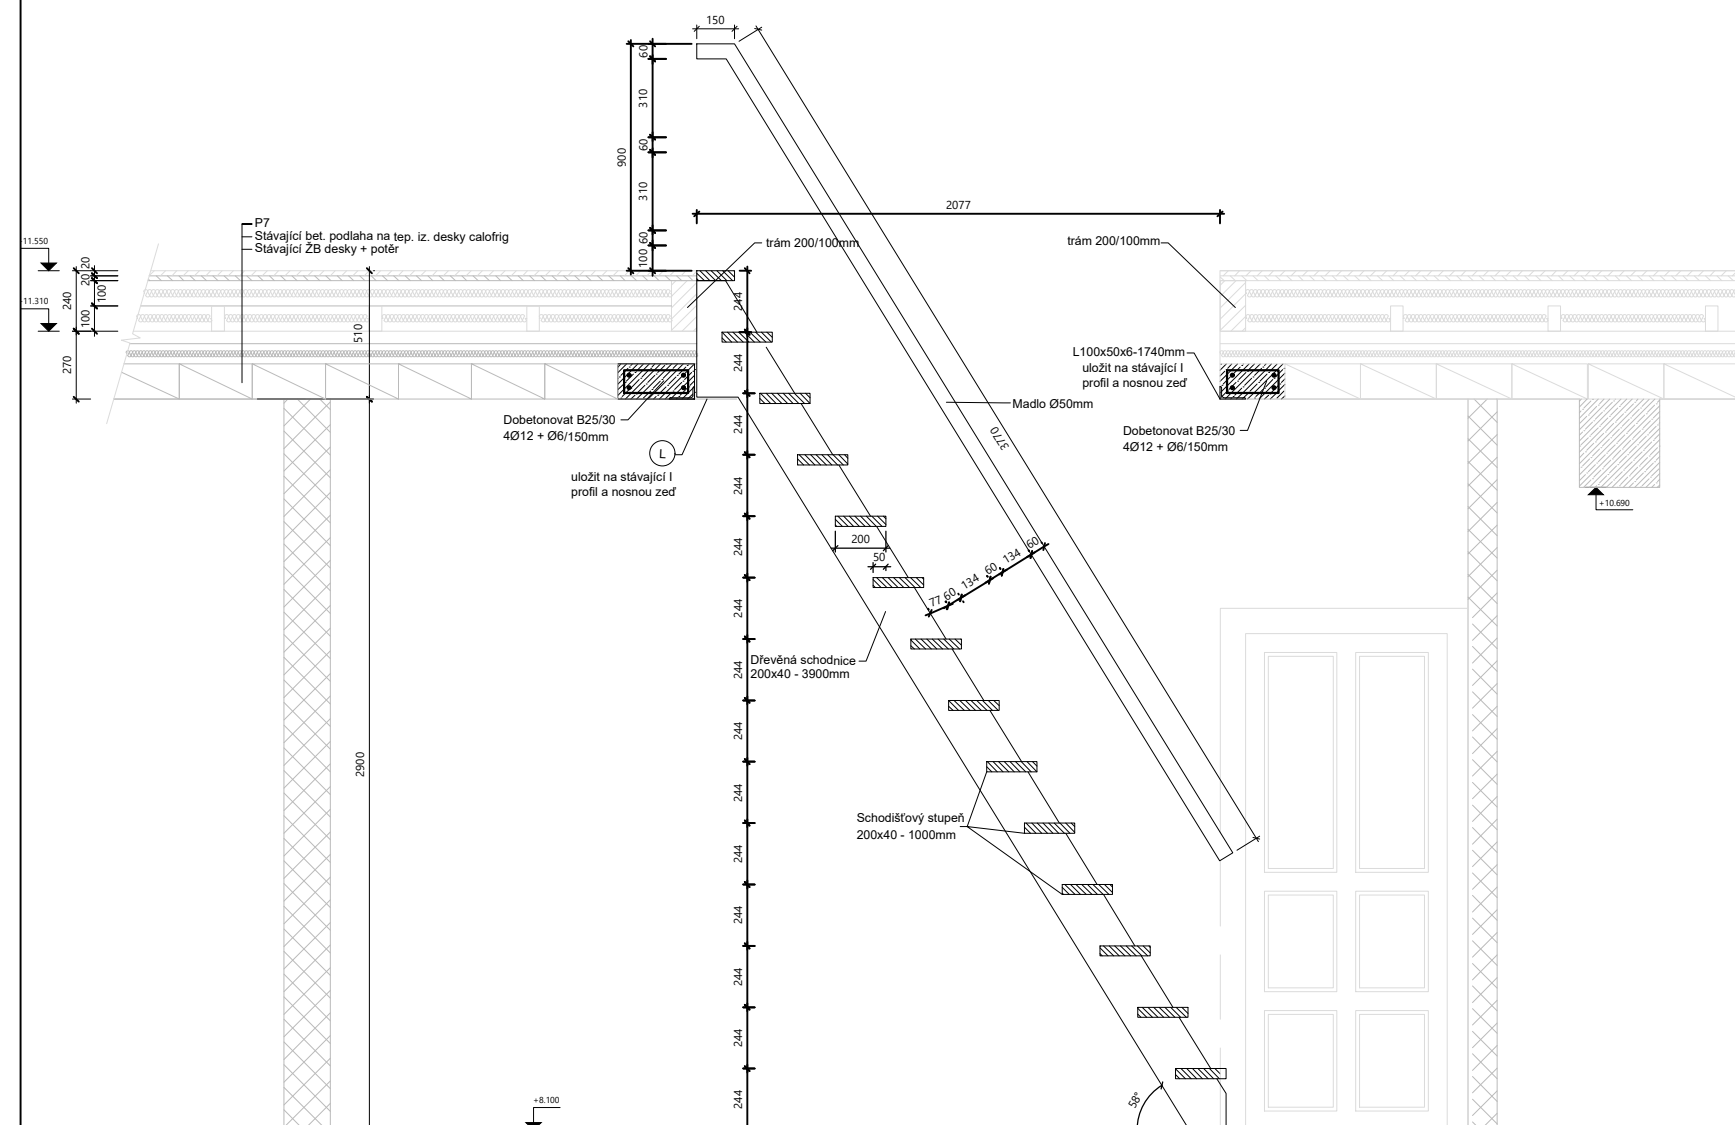 150
60
310
60
310
60
100
900
2077
P7
Stávající bet. podlaha na tep. iz. desky calofrig
Stávající ŽB desky + potěr
trám 200/100mm
trám 200/100mm
11.550
11.310
20
20
100
100
240
270
510
244
244
244
244
244
244
244
244
244
244
244
244
244
244
L100x50x6-1740mm
uložit na stávající I
profil a nosnou zeď
Madlo Ø50mm
3770
Dobetonovat B25/30
4Ø12 + Ø6/150mm
L
uložit na stávající I
profil a nosnou zeď
Dobetonovat B25/30
4Ø12 + Ø6/150mm
+10.690
200
50
77
60
134
60
134
60
Dřevěná schodnice
200x40 - 3900mm
2900
Schodišťový stupeň
200x40 - 1000mm
+8.100
58°